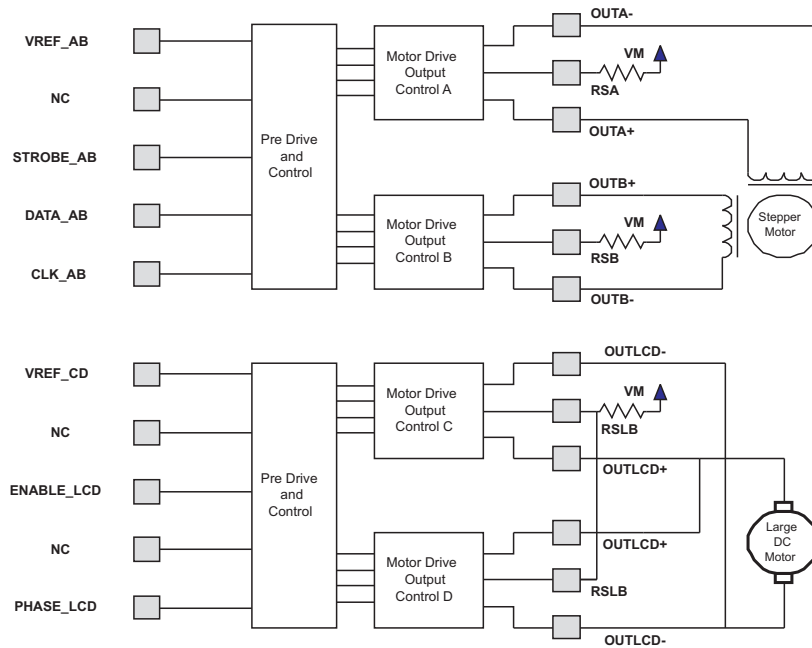 VREF_AB
NC
STROBE_AB
DATA_AB
CLK_AB
Pre Drive
and
Control
Motor Drive
Output
Control A
Motor Drive
Output
Control B
OUTA-
VM
RSA
OUTA+
OUTB+
VM
RSB
OUTB-
Stepper
Motor
VREF_CD
NC
ENABLE_LCD
NC
PHASE_LCD
Pre Drive
and
Control
Motor Drive
Output
Control C
Motor Drive
Output
Control D
OUTLCD-
VM
RSLB
OUTLCD+
OUTLCD+
RSLB
OUTLCD-
Large
DC
Motor